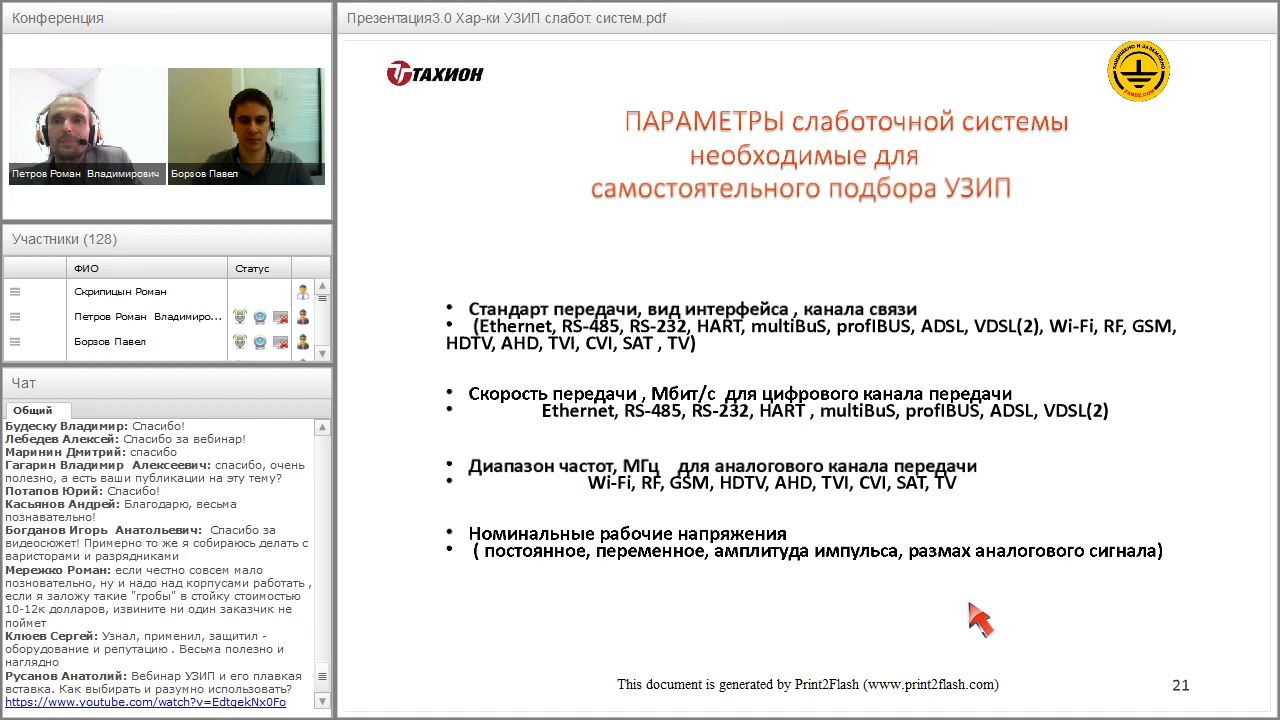 Конференция
Петров Роман Владимирович
Борзов Павел
Участники (128)
ФИО
Статус
Скрипицын Роман
Петров Роман Владимиро...
Борзов Павел
Чат
Общий
Будеску Владимир: Спасибо!
Лебедев Алексей: Спасибо за вебинар!
Маринин Дмитрий: спасибо
Гагарин Владимир Алексеевич: спасибо, очень
полезно, а есть ваши публикации на эту тему?
Потапов Юрий: Спасибо!
Касьянов Андрей: Благодарю, весьма
познавательно!
Богданов Игорь Анатольевич: Спасибо за
видеосюжет! Примерно то же я собираюсь делать с
варисторами и разрядниками
Мережко Роман: если честно совсем мало
позновательно, ну и надо над корпусами работать ,
если я заложу такие "гробы" в стойку стоимостью
10-12к долларов, извините ни один заказчик не
поймет
Клюев Сергей: Узнал, применил, защитил -
оборудование и репутацию . Весьма полезно и
наглядно
Русанов Анатолий: Вебинар УЗИП и его плавкая
вставка. Как выбирать и разумно использовать?
https://www.youtube.com/watch?v=EdtqekNx0Fo
Презентация3.0 Хар-ки УЗИП слабот. систем.pdf
ТАХИОН
ПАРАМЕТРЫ слаботочной системы
необходимые для
самостоятельного подбора УЗИП
• Стандарт передачи, вид интерфейса , канала связи
• (Ethernet, RS-485, RS-232, HART, multiBuS, profIBUS, ADSL, VDSL(2), Wi-Fi, RF, GSM,
HDTV, AHD, TVI, CVI, SAT , TV)
• Скорость передачи , Мбит/с для цифрового канала передачи
• Ethernet, RS-485, RS-232, HART , multiBuS, profIBUS, ADSL, VDSL(2)
• Диапазон частот, МГц для аналогового канала передачи
• Wi-Fi, RF, GSM, HDTV, AHD, TVI, CVI, SAT, TV
• Номинальные рабочие напряжения
• ( постоянное, переменное, амплитуда импульса, размах аналогового сигнала)
This document is generated by Print2Flash (www.print2flash.com)
21